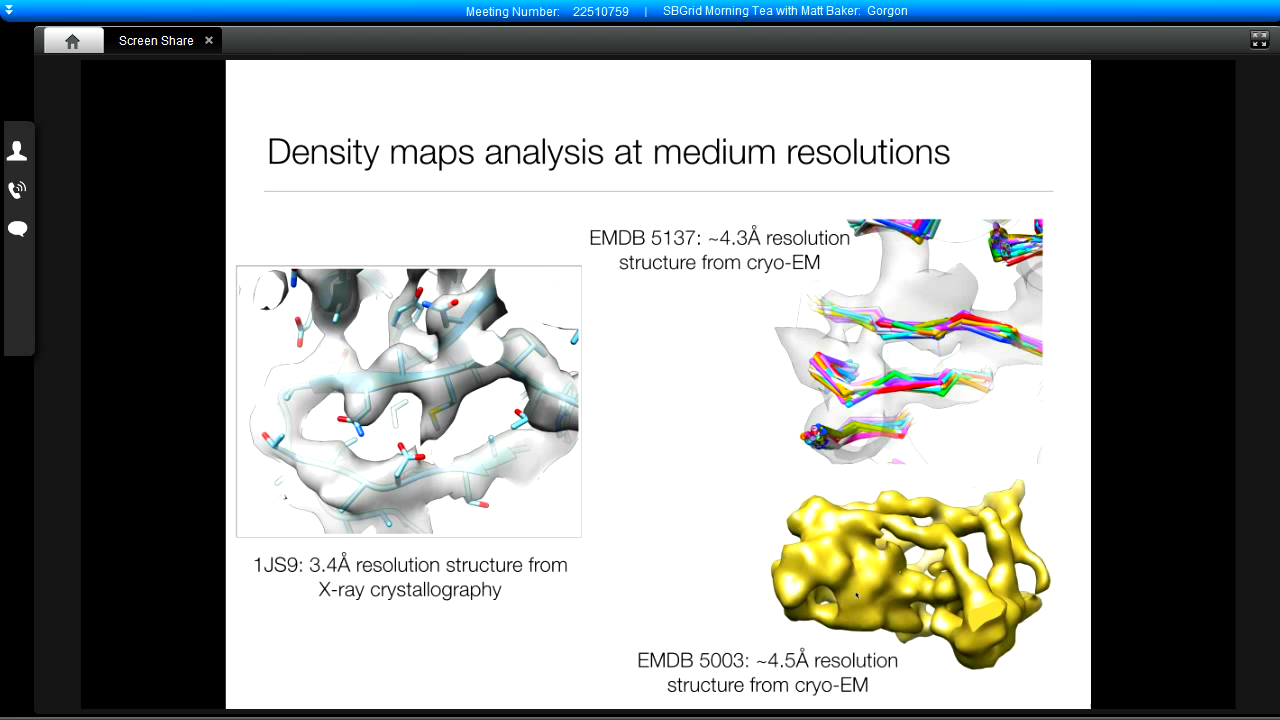 Meeting Number: 22510759 | SBGrid Morning Tea with Matt Baker: Gorgon
Screen Share ×
Density maps analysis at medium resolutions
EMDB 5137: ~4.3Å resolution
structure from cryo-EM
1JS9: 3.4Å resolution structure from
X-ray crystallography
EMDB 5003: ~4.5Å resolution
structure from cryo-EM